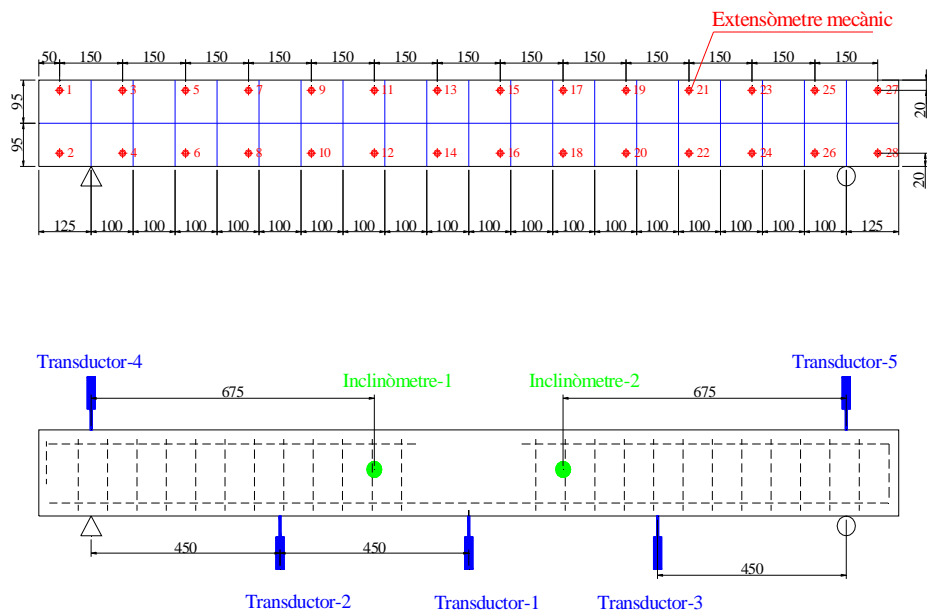 Extensòmetre mecànic
50 150 150 150 150 150 150 150 150 150 150 150 150 150
1 3 5 7 9 11 13 15 17 19 21 23 25 27
95
20
95
2 4 6 8 10 12 14 16 18 20 22 24 26 28
20
125 100 100 100 100 100 100 100 100 100 100 100 100 100 100 100 100 100 100 125
Transductor-4 Transductor-5
Inclinòmetre-1 Inclinòmetre-2
675 675
450 450 450
Transductor-2 Transductor-1 Transductor-3